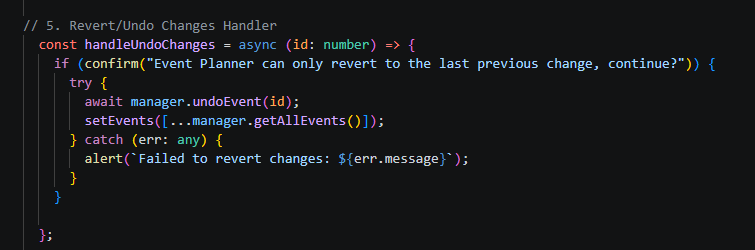 // 5. Revert/Undo Changes Handler
const handleUndoChanges = async (id: number) => {
if (confirm("Event Planner can only revert to the last previous change, continue?")) {
try {
await manager.undoEvent(id);
setEvents([...manager.getAllEvents()]);
} catch (err: any) {
alert(`Failed to revert changes: ${err.message}`);
}
}
};